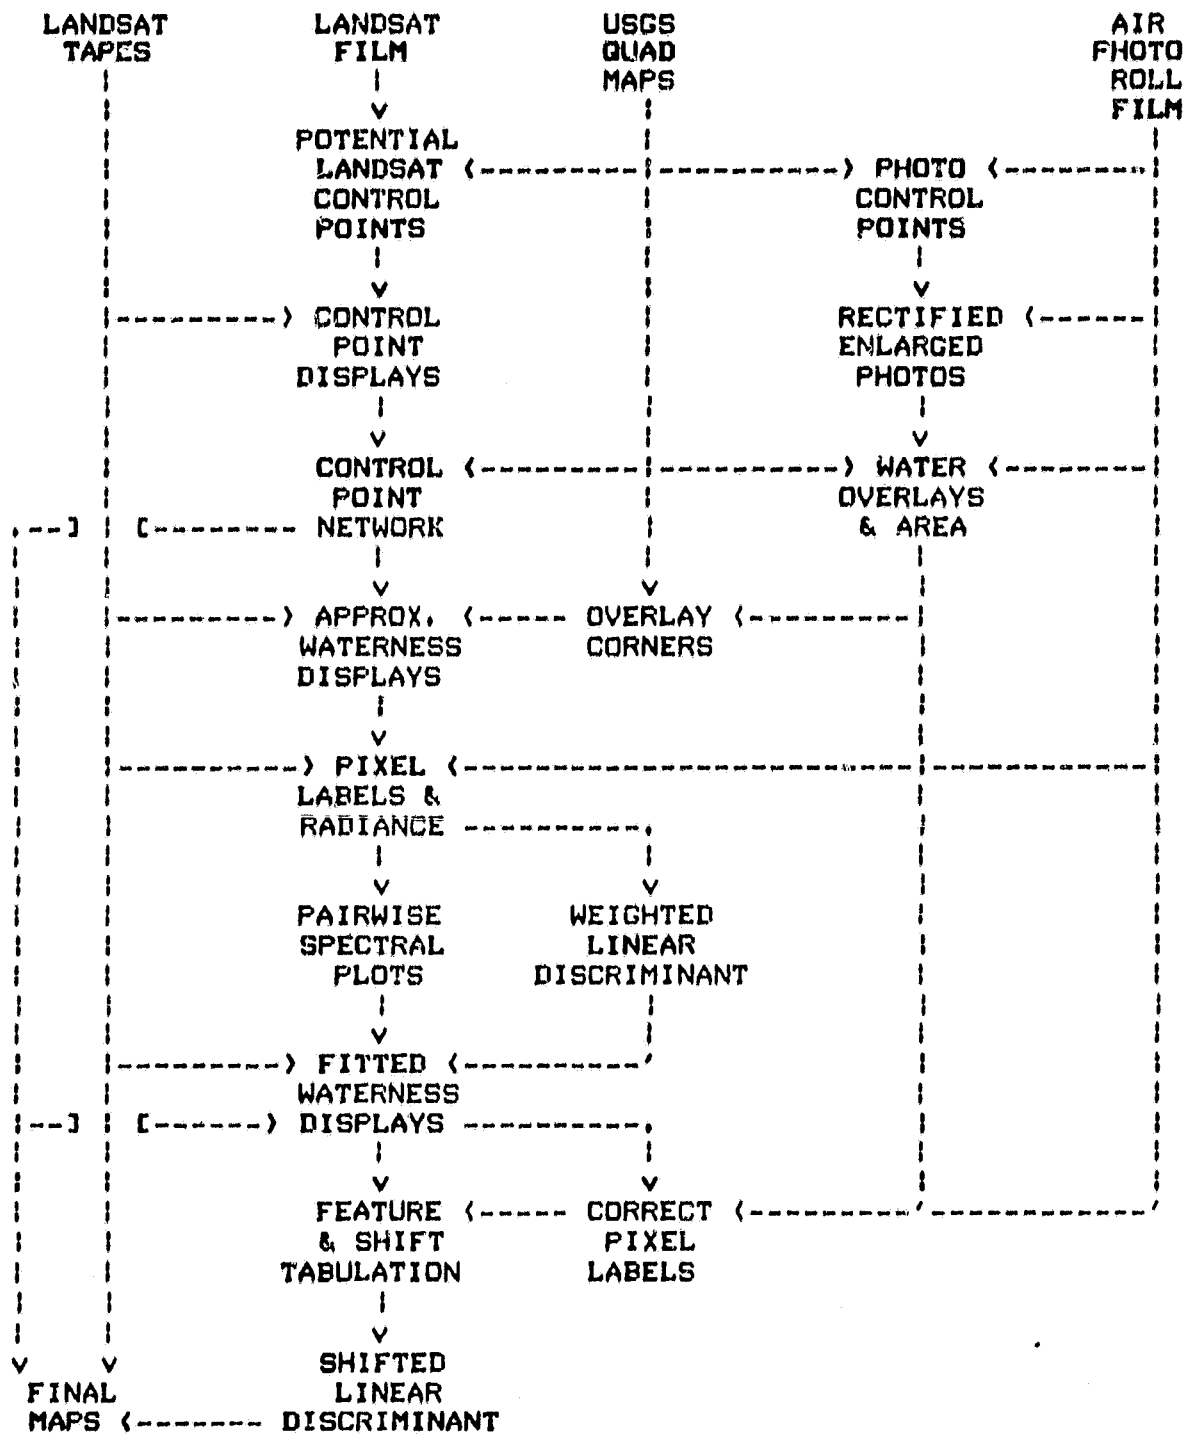 LANDSAT TAPES
LANDSAT FILM
USGS QUAD MAPS
AIR FHOTO ROLL FILM
POTENTIAL LANDSAT CONTROL POINTS
PHOTO CONTROL POINTS
CONTROL POINT DISPLAYS
RECTIFIED ENLARGED PHOTOS
CONTROL POINT NETWORK
WATER OVERLAYS & AREA
APPROX. WATERNESS DISPLAYS
OVERLAY CORNERS
PIXEL LABELS & RADIANCE
PAIRWISE SPECTRAL PLOTS
WEIGHTED LINEAR DISCRIMINANT
FITTED WATERNESS DISPLAYS
FEATURE & SHIFT TABULATION
CORRECT PIXEL LABELS
SHIFTED LINEAR DISCRIMINANT
FINAL MAPS